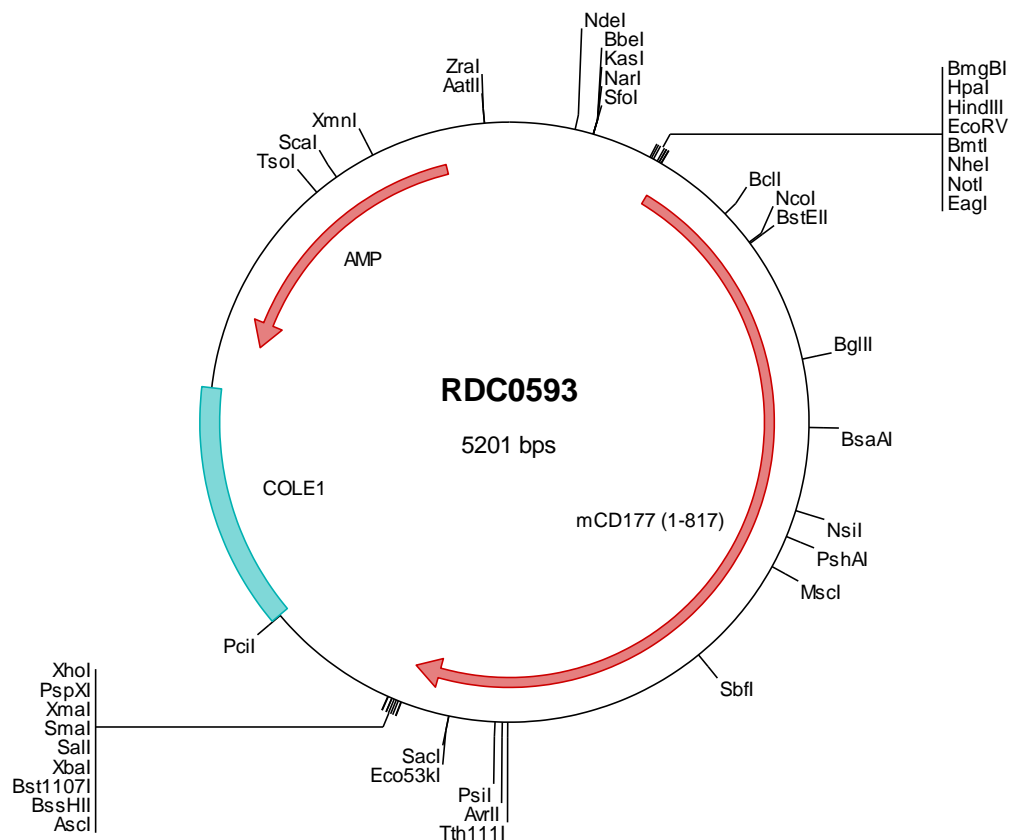 NdeI
BbeI
KasI
NarI
SfoI
ZraI
AatII
XmnI
ScaI
TsoI
BmgBI
HpaI
HindIII
EcoRV
BmtI
NheI
NotI
EagI
BclI
NcoI
BstEII
AMP
BglII
RDC0593
5201 bps
BsaAI
COLE1
mCD177 (1-817)
NsiI
PshAI
MscI
PciI
SbfI
XhoI
PspXI
XmaI
SmaI
SalI
XbaI
Bst1107I
BssHII
AscI
SacI
Eco53kI
PsiI
AvrII
Tth111I